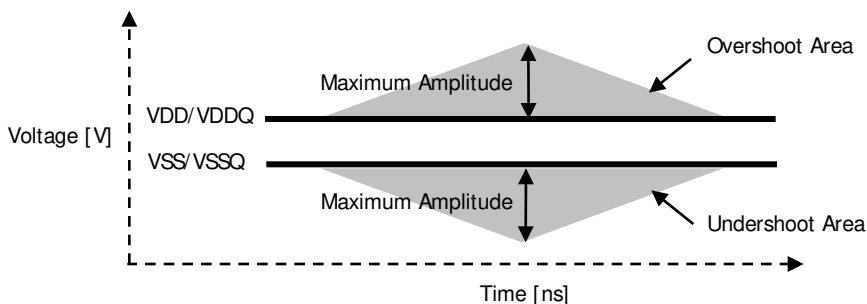 Overshoot Area
Maximum Amplitude
VDD/VDDQ
Voltage [V]
VSS/VSSQ
Maximum Amplitude
Undershoot Area
Time [ns]